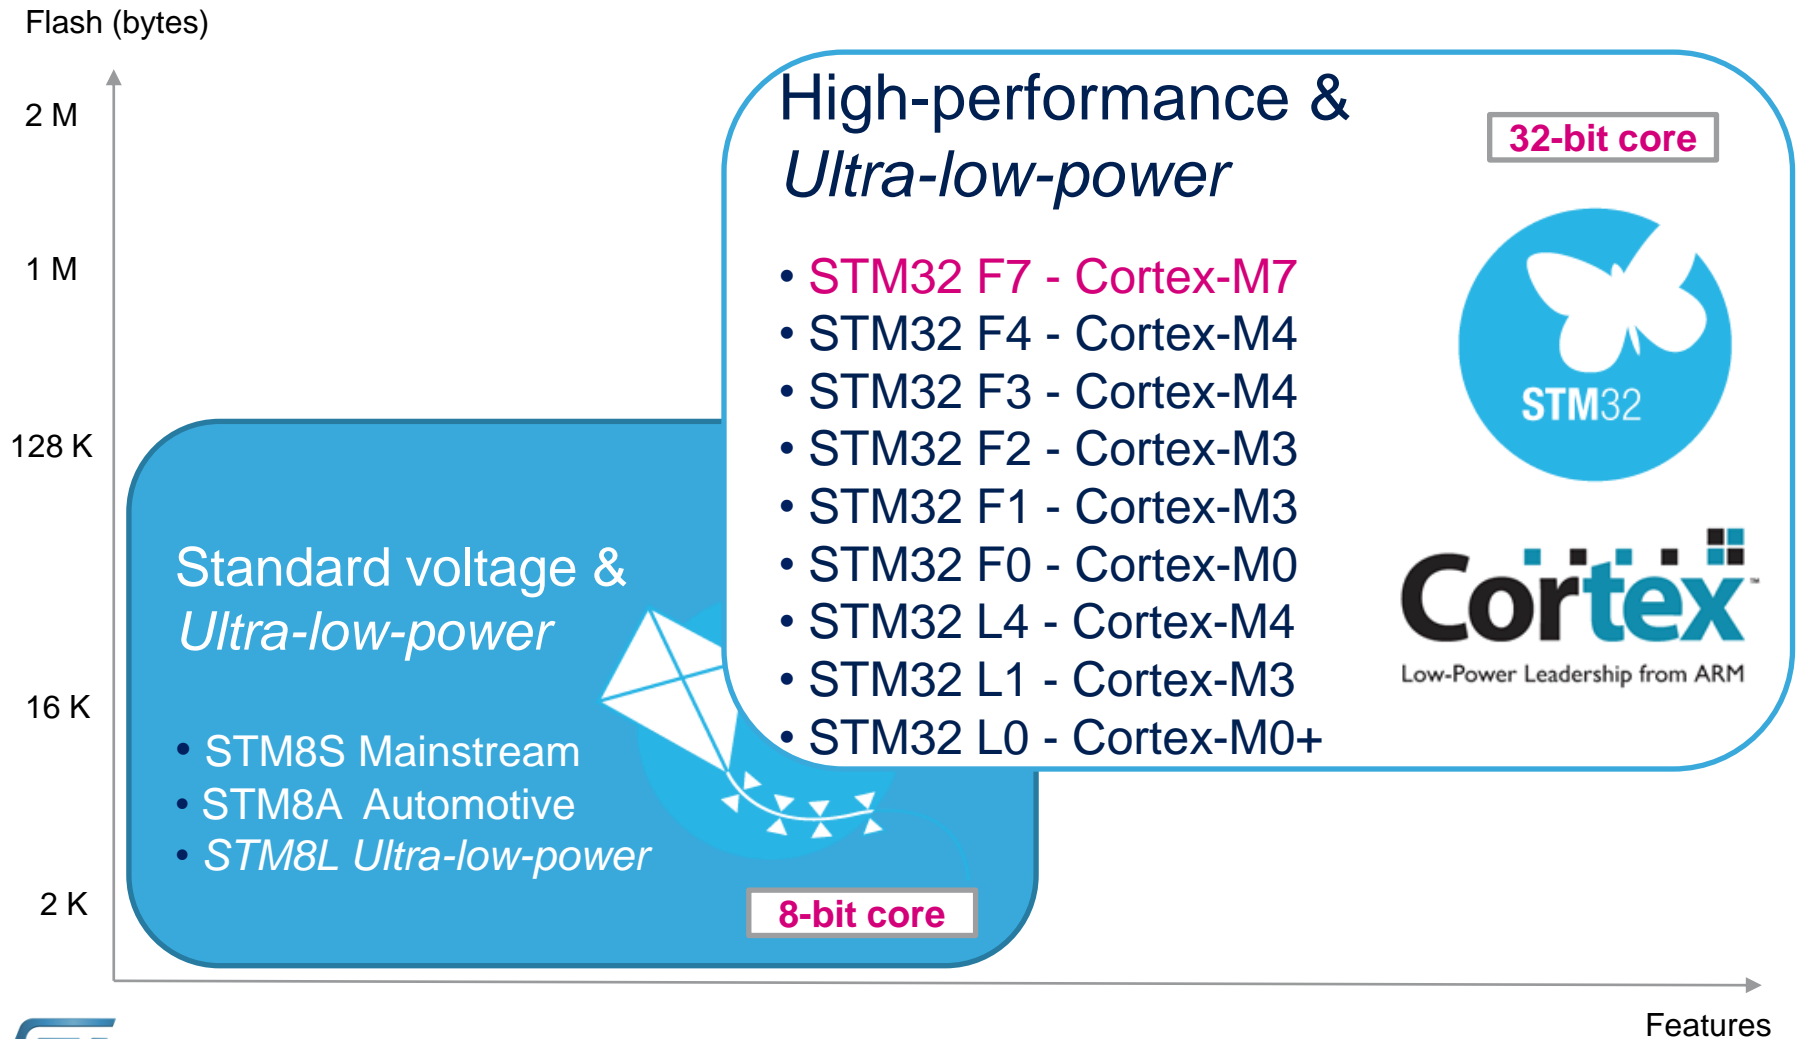 Flash (bytes)
2 M
1 M
128 K
16 K
2 K
High-performance &
Ultra-low-power
32-bit core
• STM32 F7 - Cortex-M7
• STM32 F4 - Cortex-M4
• STM32 F3 - Cortex-M4
• STM32 F2 - Cortex-M3
• STM32 F1 - Cortex-M3
• STM32 F0 - Cortex-M0
• STM32 L4 - Cortex-M4
• STM32 L1 - Cortex-M3
• STM32 L0 - Cortex-M0+
STM32
Cortex™
Low-Power Leadership from ARM
Standard voltage &
Ultra-low-power
• STM8S Mainstream
• STM8A Automotive
• STM8L Ultra-low-power
8-bit core
Features